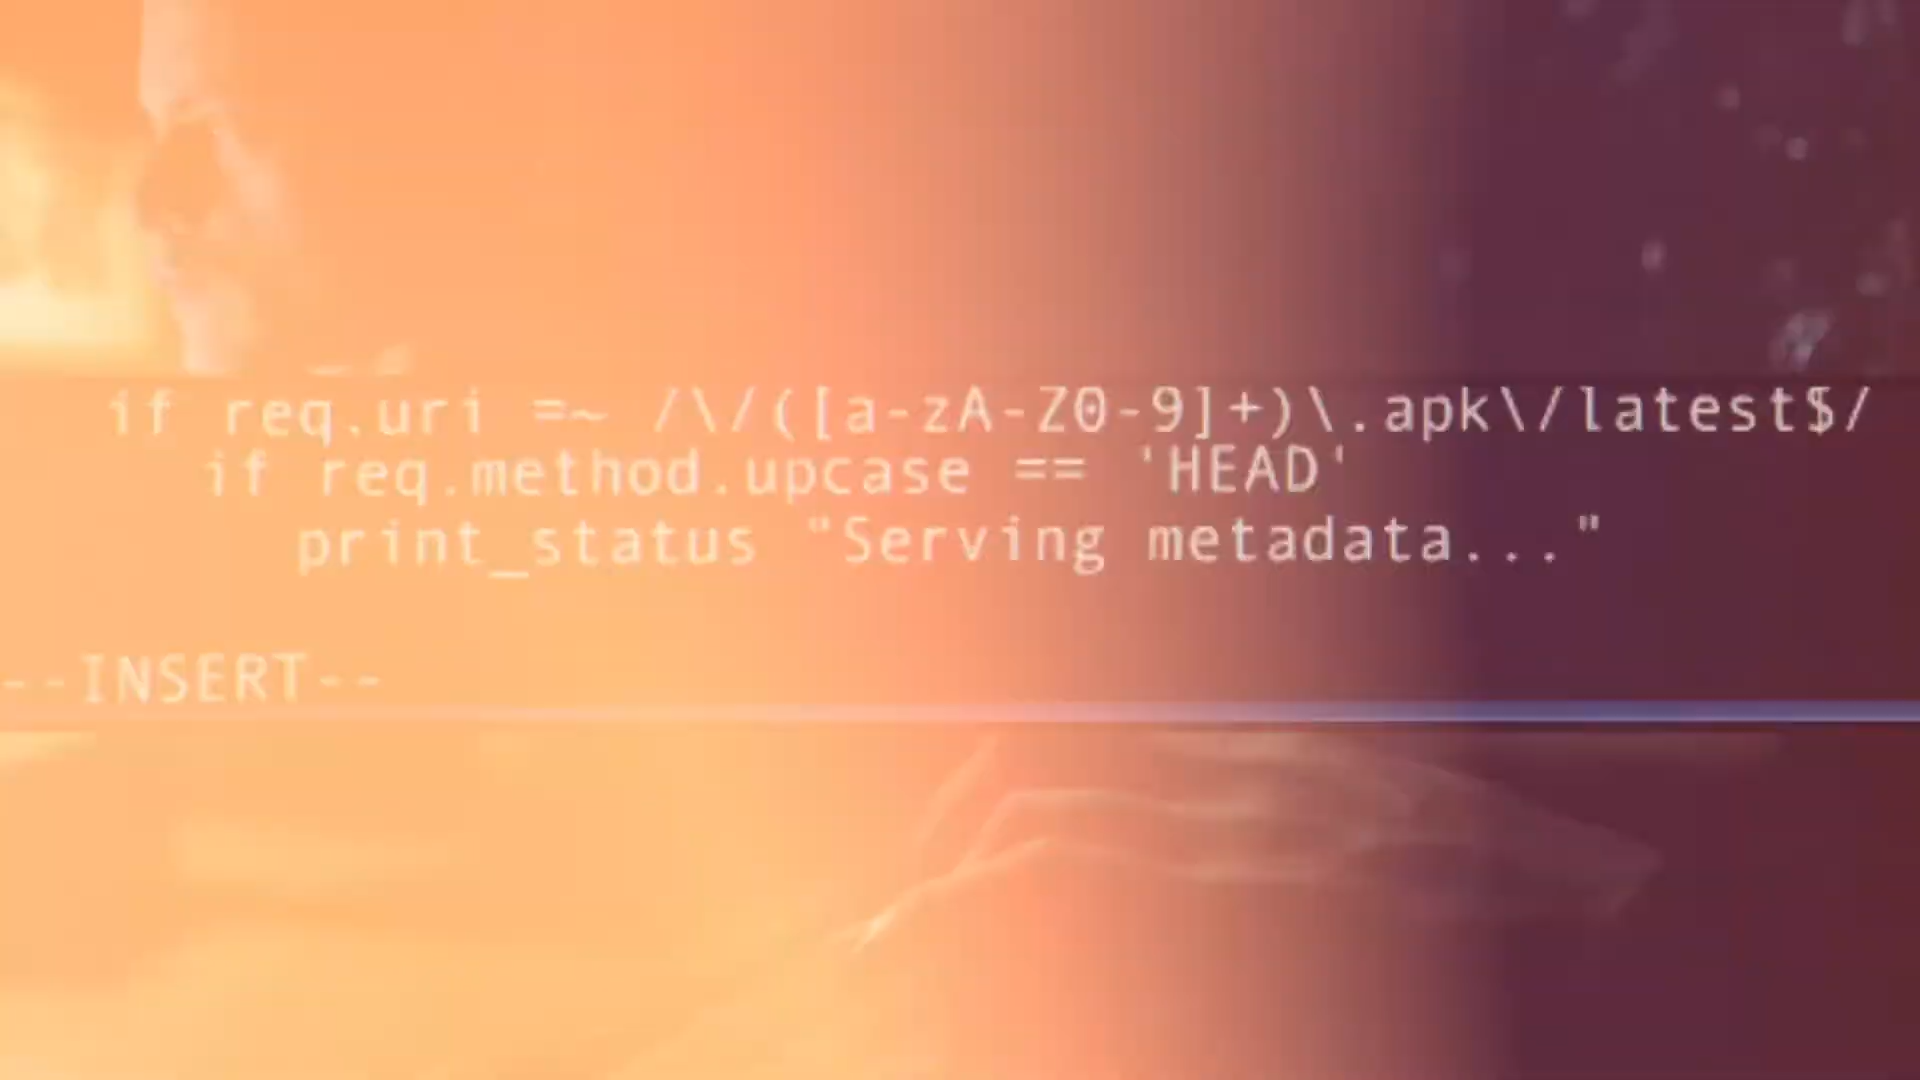 if req.uri =~ /\/([a-zA-Z0-9]+)\.apk\/latest$/
if req.method.upcase == 'HEAD'
print_status "Serving metadata..."
--INSERT--